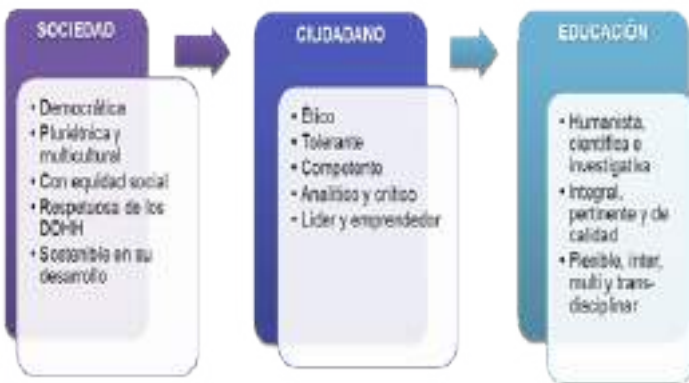 SOCIEDAD
• Democrática
• Pluriétnica y
multicultural
• Con equidad social
• Respetuosa de los
DDHH
• Sostenible en su
desarrollo
CIUDADANO
• Ético
• Tolerante
• Competente
• Analítico y crítico
• Líder y emprendedor
EDUCACIÓN
• Humanista,
científica e
investigativa
• Integral,
pertinente y de
calidad
• Flexible, inter,
multi y trans-
disciplinar